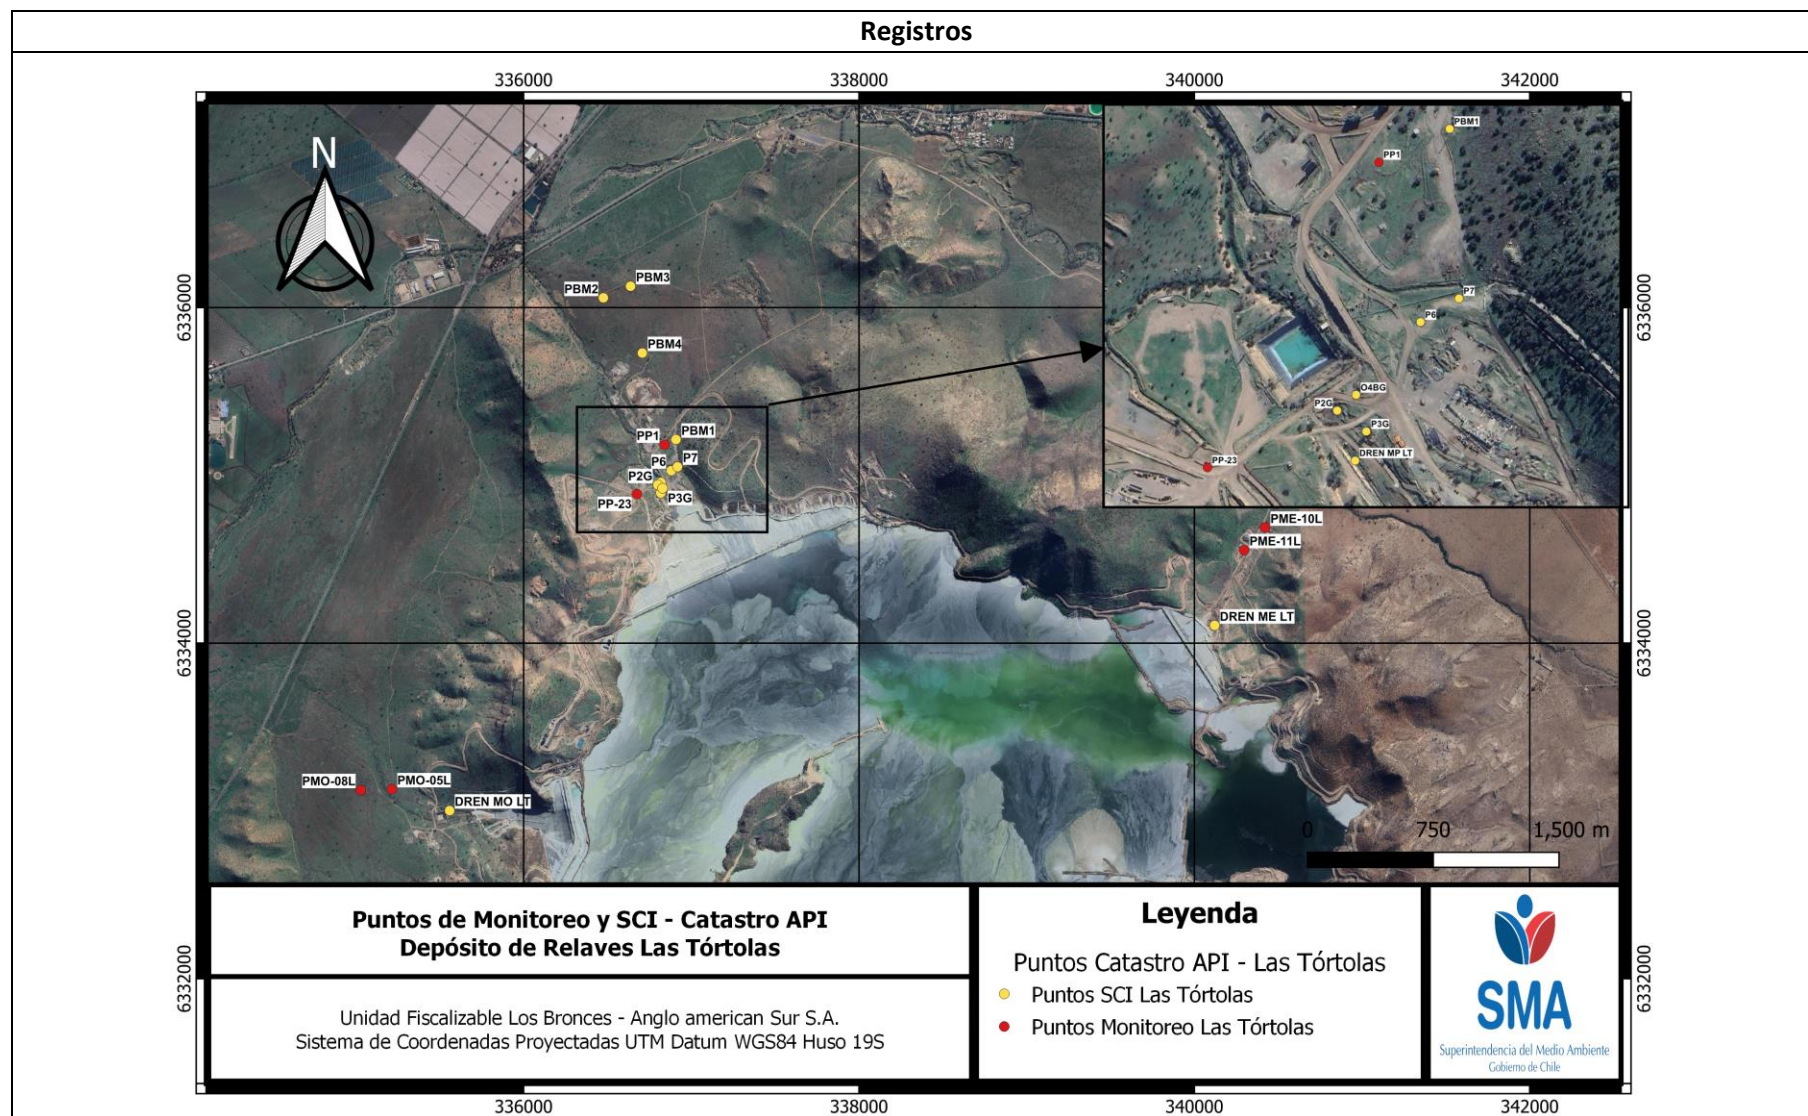 Registros
336000
338000
340000
342000
N
PBM1
PP1
PBM3
PBM2
6336000
6336000
P7
P6
PBM4
O4BG
P2G
P3G
DREN MP LT
PP-23
PP1
PBM1
P6
P7
P2G
PP-23
P3G
PME-10L
PME-11L
DREN ME LT
6334000
6334000
PMO-08L
PMO-05L
DREN MO LT
0
750
1,500 m
Puntos de Monitoreo y SCI - Catastro API
Depósito de Relaves Las Tórtolas
Unidad Fiscalizable Los Bronces - Anglo american Sur S.A.
Sistema de Coordenadas Proyectadas UTM Datum WGS84 Huso 19S
Leyenda
Puntos Catastro API - Las Tórtolas
Puntos SCI Las Tórtolas
Puntos Monitoreo Las Tórtolas
SMA
Superintendencia del Medio Ambiente
Gobierno de Chile
6332000
6332000
336000
338000
340000
342000